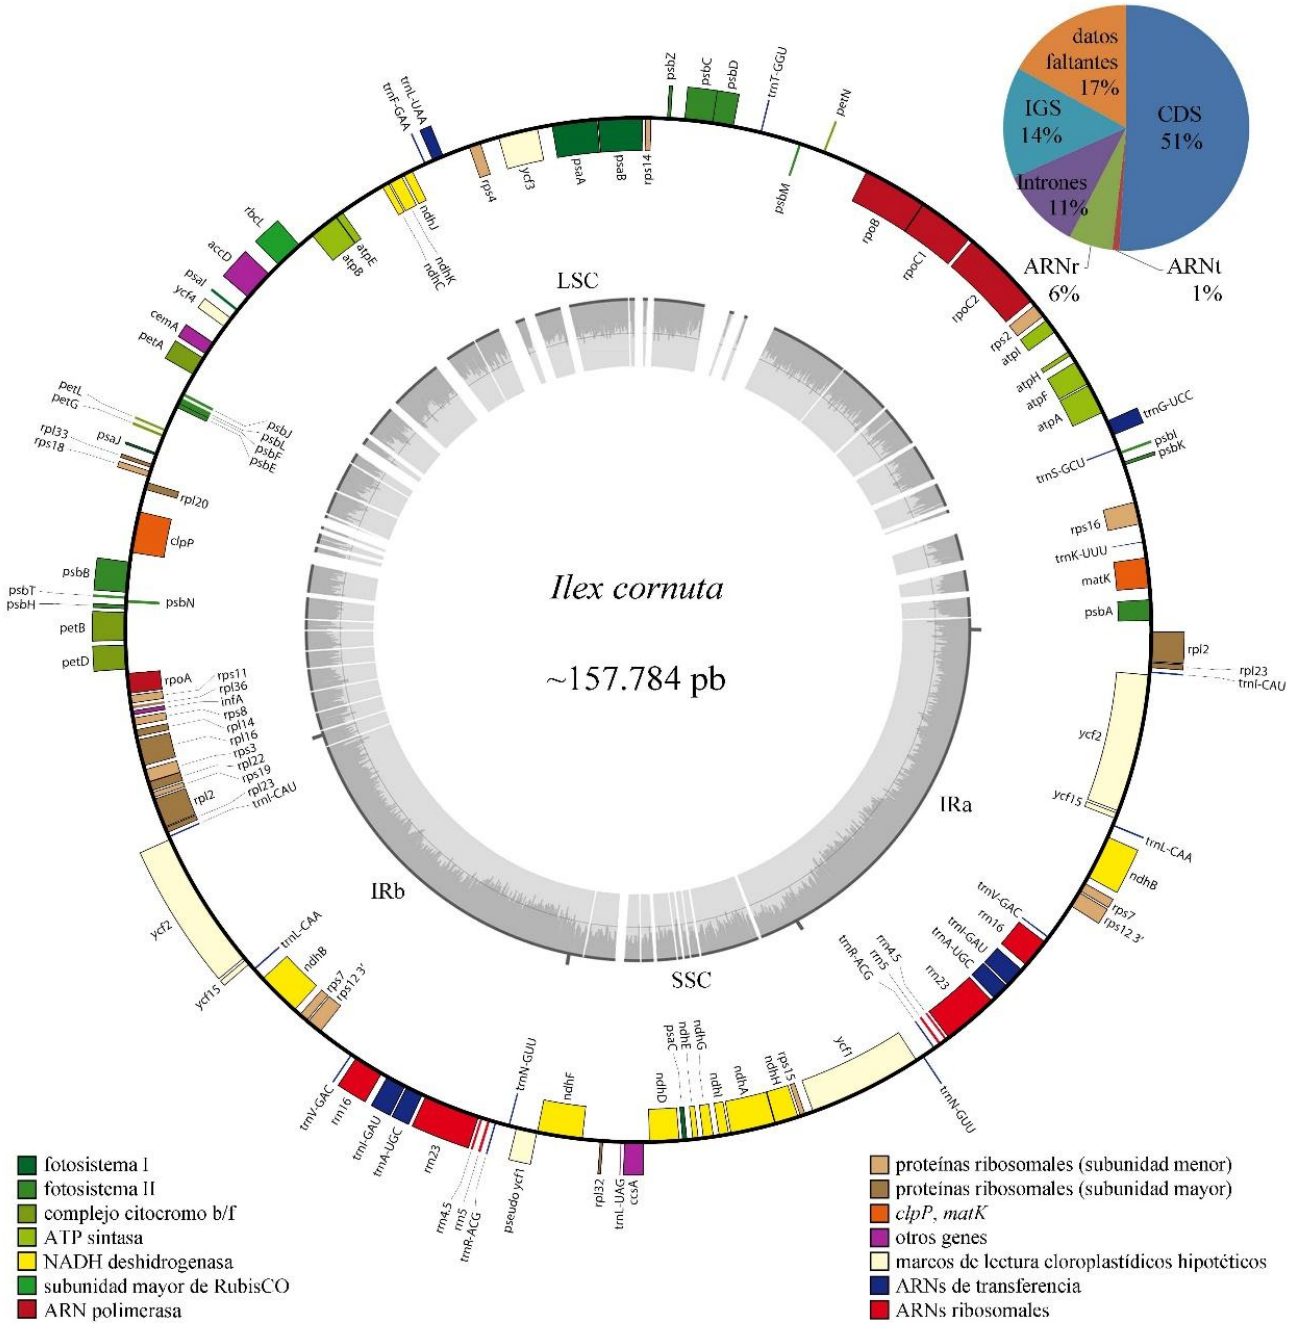 datos
faltantes
17%
CDS
51%
IGS
14%
Intrones
11%
ARNr
6%
ARNt
1%
psbZ
psbC
psbD
trnT-GGU
petN
psbM
rps14
psaB
psaA
ycf3
rps4
trnL-UAA
trnF-GAA
ndhJ
ndhK
ndhC
atpE
atpB
rbcL
accD
psaI
ycf4
cemA
petA
psbJ
psbL
psbF
psbE
petL
petG
psaJ
rpl33
rps18
rpl20
clpP
psbB
psbT
psbH
psbN
petB
petD
rpoA
rps11
rpl36
infA
rps8
rpl14
rpl16
rps3
rpl22
rps19
rpl2
rpl23
trnI-CAU
ycf2
ycf15
trnL-CAA
ndhB
rps7
rps12 3'
trnV-GAC
rrn16
trnI-GAU
trnA-UGC
rrn23
rrn4.5
rrn5
trnR-ACG
trnN-GUU
pseudo ycf1
ndhF
rpl32
trnL-UAG
ccsA
ndhD
psaC
ndhE
ndhG
ndhI
ndhA
ndhH
rps15
ycf1
trnN-GUU
trnR-ACG
rrn5
rrn4.5
rrn23
trnA-UGC
trnI-GAU
rrn16
trnV-GAC
rps12 3'
rps7
ndhB
trnL-CAA
ycf15
ycf2
trnI-CAU
rpl23
rpl2
psbA
matK
trnK-UUU
rps16
psbK
psbI
trnS-GCU
trnG-UCC
atpA
atpF
atpH
atpI
rps2
rpoC2
rpoC1
rpoB
LSC
IRa
IRb
SSC
Ilex cornuta
~157.784 pb
fotosistema I
fotosistema II
complejo citocromo b/f
ATP sintasa
NADH deshidrogenasa
subunidad mayor de RubisCO
ARN polimerasa
proteínas ribosomales (subunidad menor)
proteínas ribosomales (subunidad mayor)
clpP, matK
otros genes
marcos de lectura cloroplastídicos hipotéticos
ARNs de transferencia
ARNs ribosomales